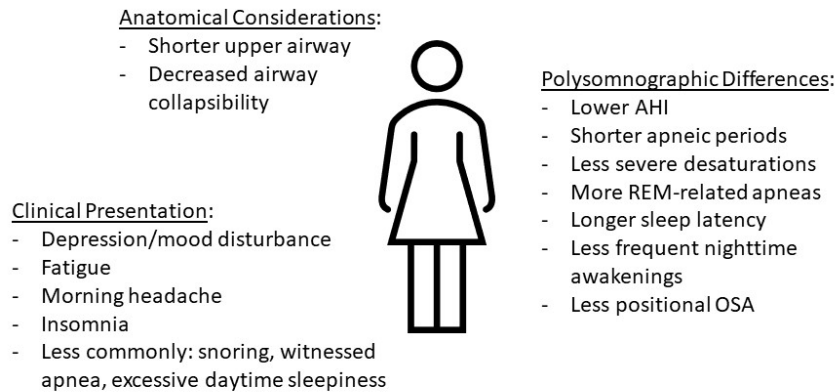 Anatomical Considerations:
- Shorter upper airway
- Decreased airway
collapsibility
Polysomnographic Differences:
- Lower AHI
- Shorter apneic periods
- Less severe desaturations
- More REM-related apneas
- Longer sleep latency
- Less frequent nighttime
awakenings
- Less positional OSA
Clinical Presentation:
- Depression/mood disturbance
- Fatigue
- Morning headache
- Insomnia
- Less commonly: snoring, witnessed
apnea, excessive daytime sleepiness